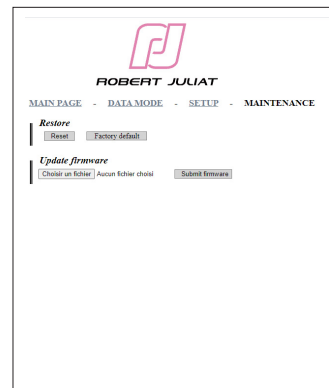 ROBERT JULIAT
MAIN PAGE - DATA MODE - SETUP - MAINTENANCE
Restore
Reset Factory default
Update firmware
Choisir un fichier Aucun fichier choisi Submit firmware